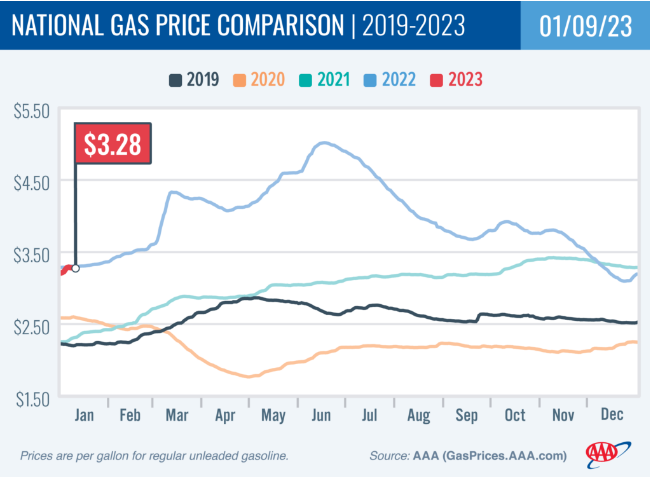 NATIONAL GAS PRICE COMPARISON | 2019-2023
01/09/23
2019 2020 2021 2022 2023
$5.50
$3.28
$4.50
$3.50
$2.50
$1.50
Jan Feb Mar Apr May Jun Jul Aug Sep Oct Nov Dec
Prices are per gallon for regular unleaded gasoline.
Source: AAA (GasPrices.AAA.com)
AAA